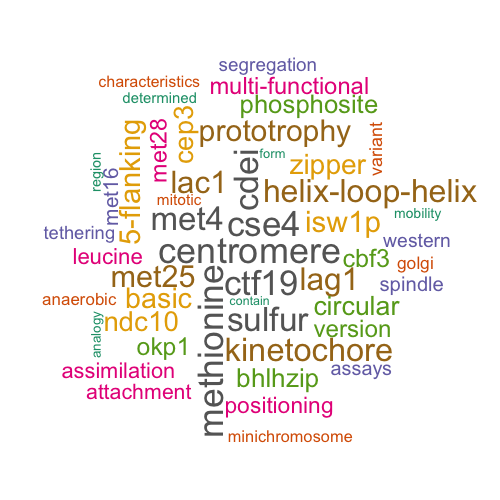 segregation
characteristics
multi-functional
determined
phosphosite
cep3
prototrophy
5-flanking
met28
variant
cdei
form
zipper
region
met16
lac1
helix-loop-helix
mitotic
mobility
met4
cse4
isw1p
tethering
western
leucine
centromere
cbf3
golgi
met25
ctf19
lag1
spindle
anaerobic
basic
contain
circular
methionine
ndc10
sulfur
version
analogy
okp1
kinetochore
assimilation
bhlhzip
assays
attachment
positioning
minichromosome